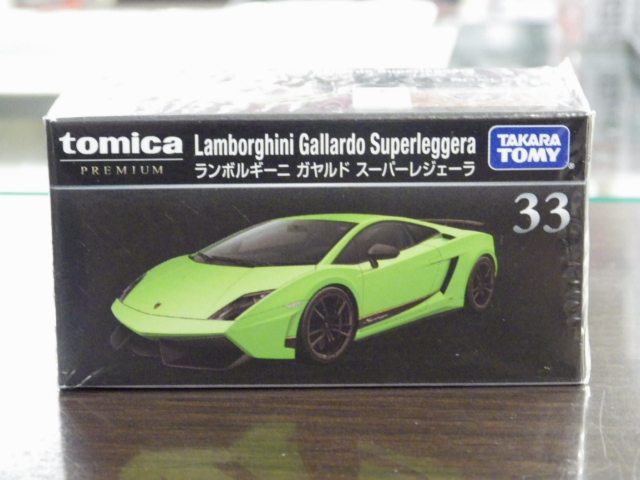 tomica
PREMIUM
Lamborghini Gallardo Superleggera
ランボルギーニ ガヤルド スーパーレジェーラ
TAKARA
TOMY
33